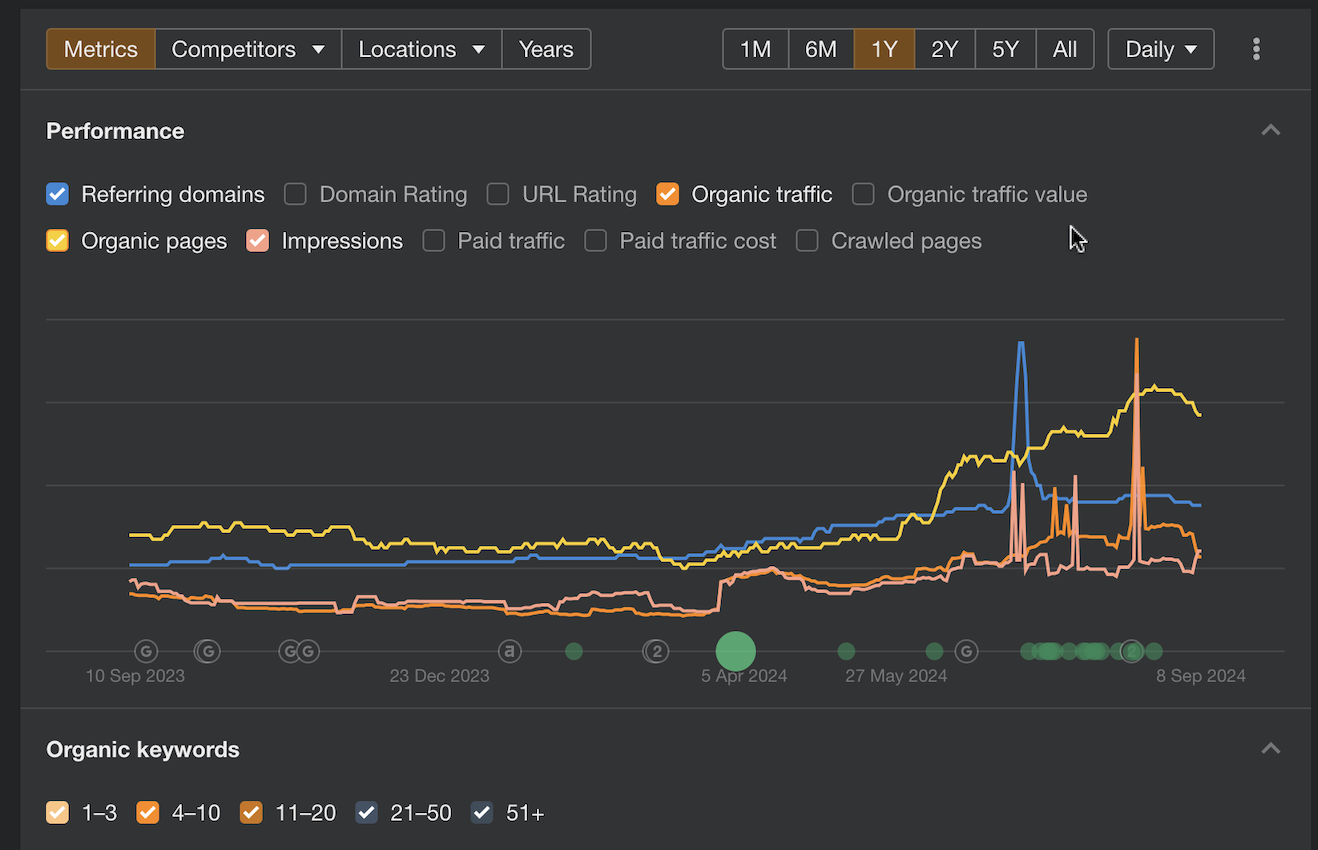 Metrics Competitors Locations Years 1M 6M 1Y 2Y 5Y All Daily
Performance
Referring domains Domain Rating URL Rating Organic traffic Organic traffic value
Organic pages Impressions Paid traffic Paid traffic cost Crawled pages
G G G G a 2 G 2
10 Sep 2023 23 Dec 2023 5 Apr 2024 27 May 2024 8 Sep 2024
Organic keywords
1–3 4–10 11–20 21–50 51+